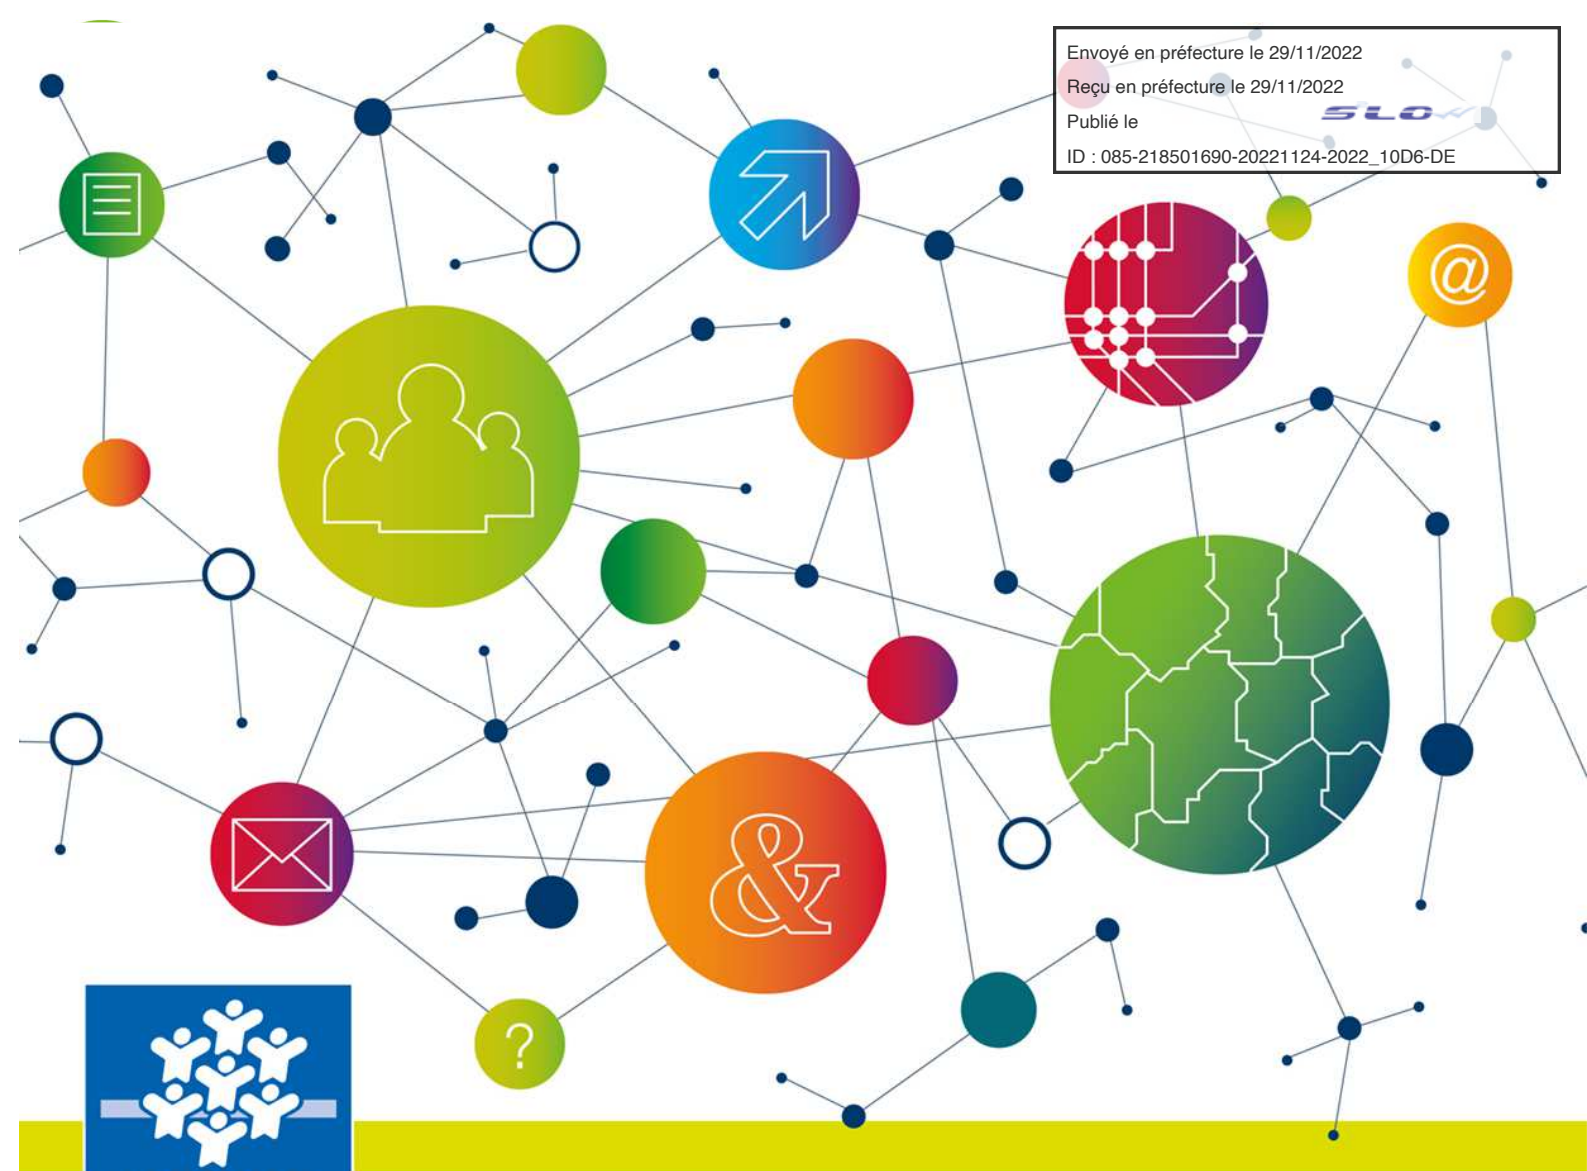 Envoyé en préfecture le 29/11/2022
Reçu en préfecture le 29/11/2022
Publié le
SLOW
ID : 085-218501690-20221124-2022_10D6-DE
@
&
?